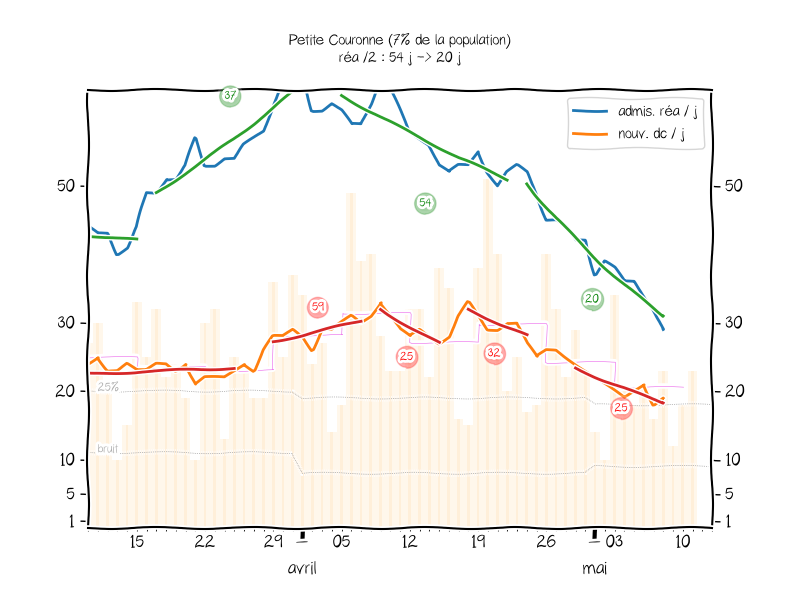 Petite Couronne (7% de la population)
réa /2 : 54 j -> 20 j
admis. réa / j
nouv. dc / j
37
54
20
59
25
32
25
25%
bruit
50
30
20
10
5
1
50
30
20
10
5
1
15 22 29 05 12 19 26 03 10
avril mai